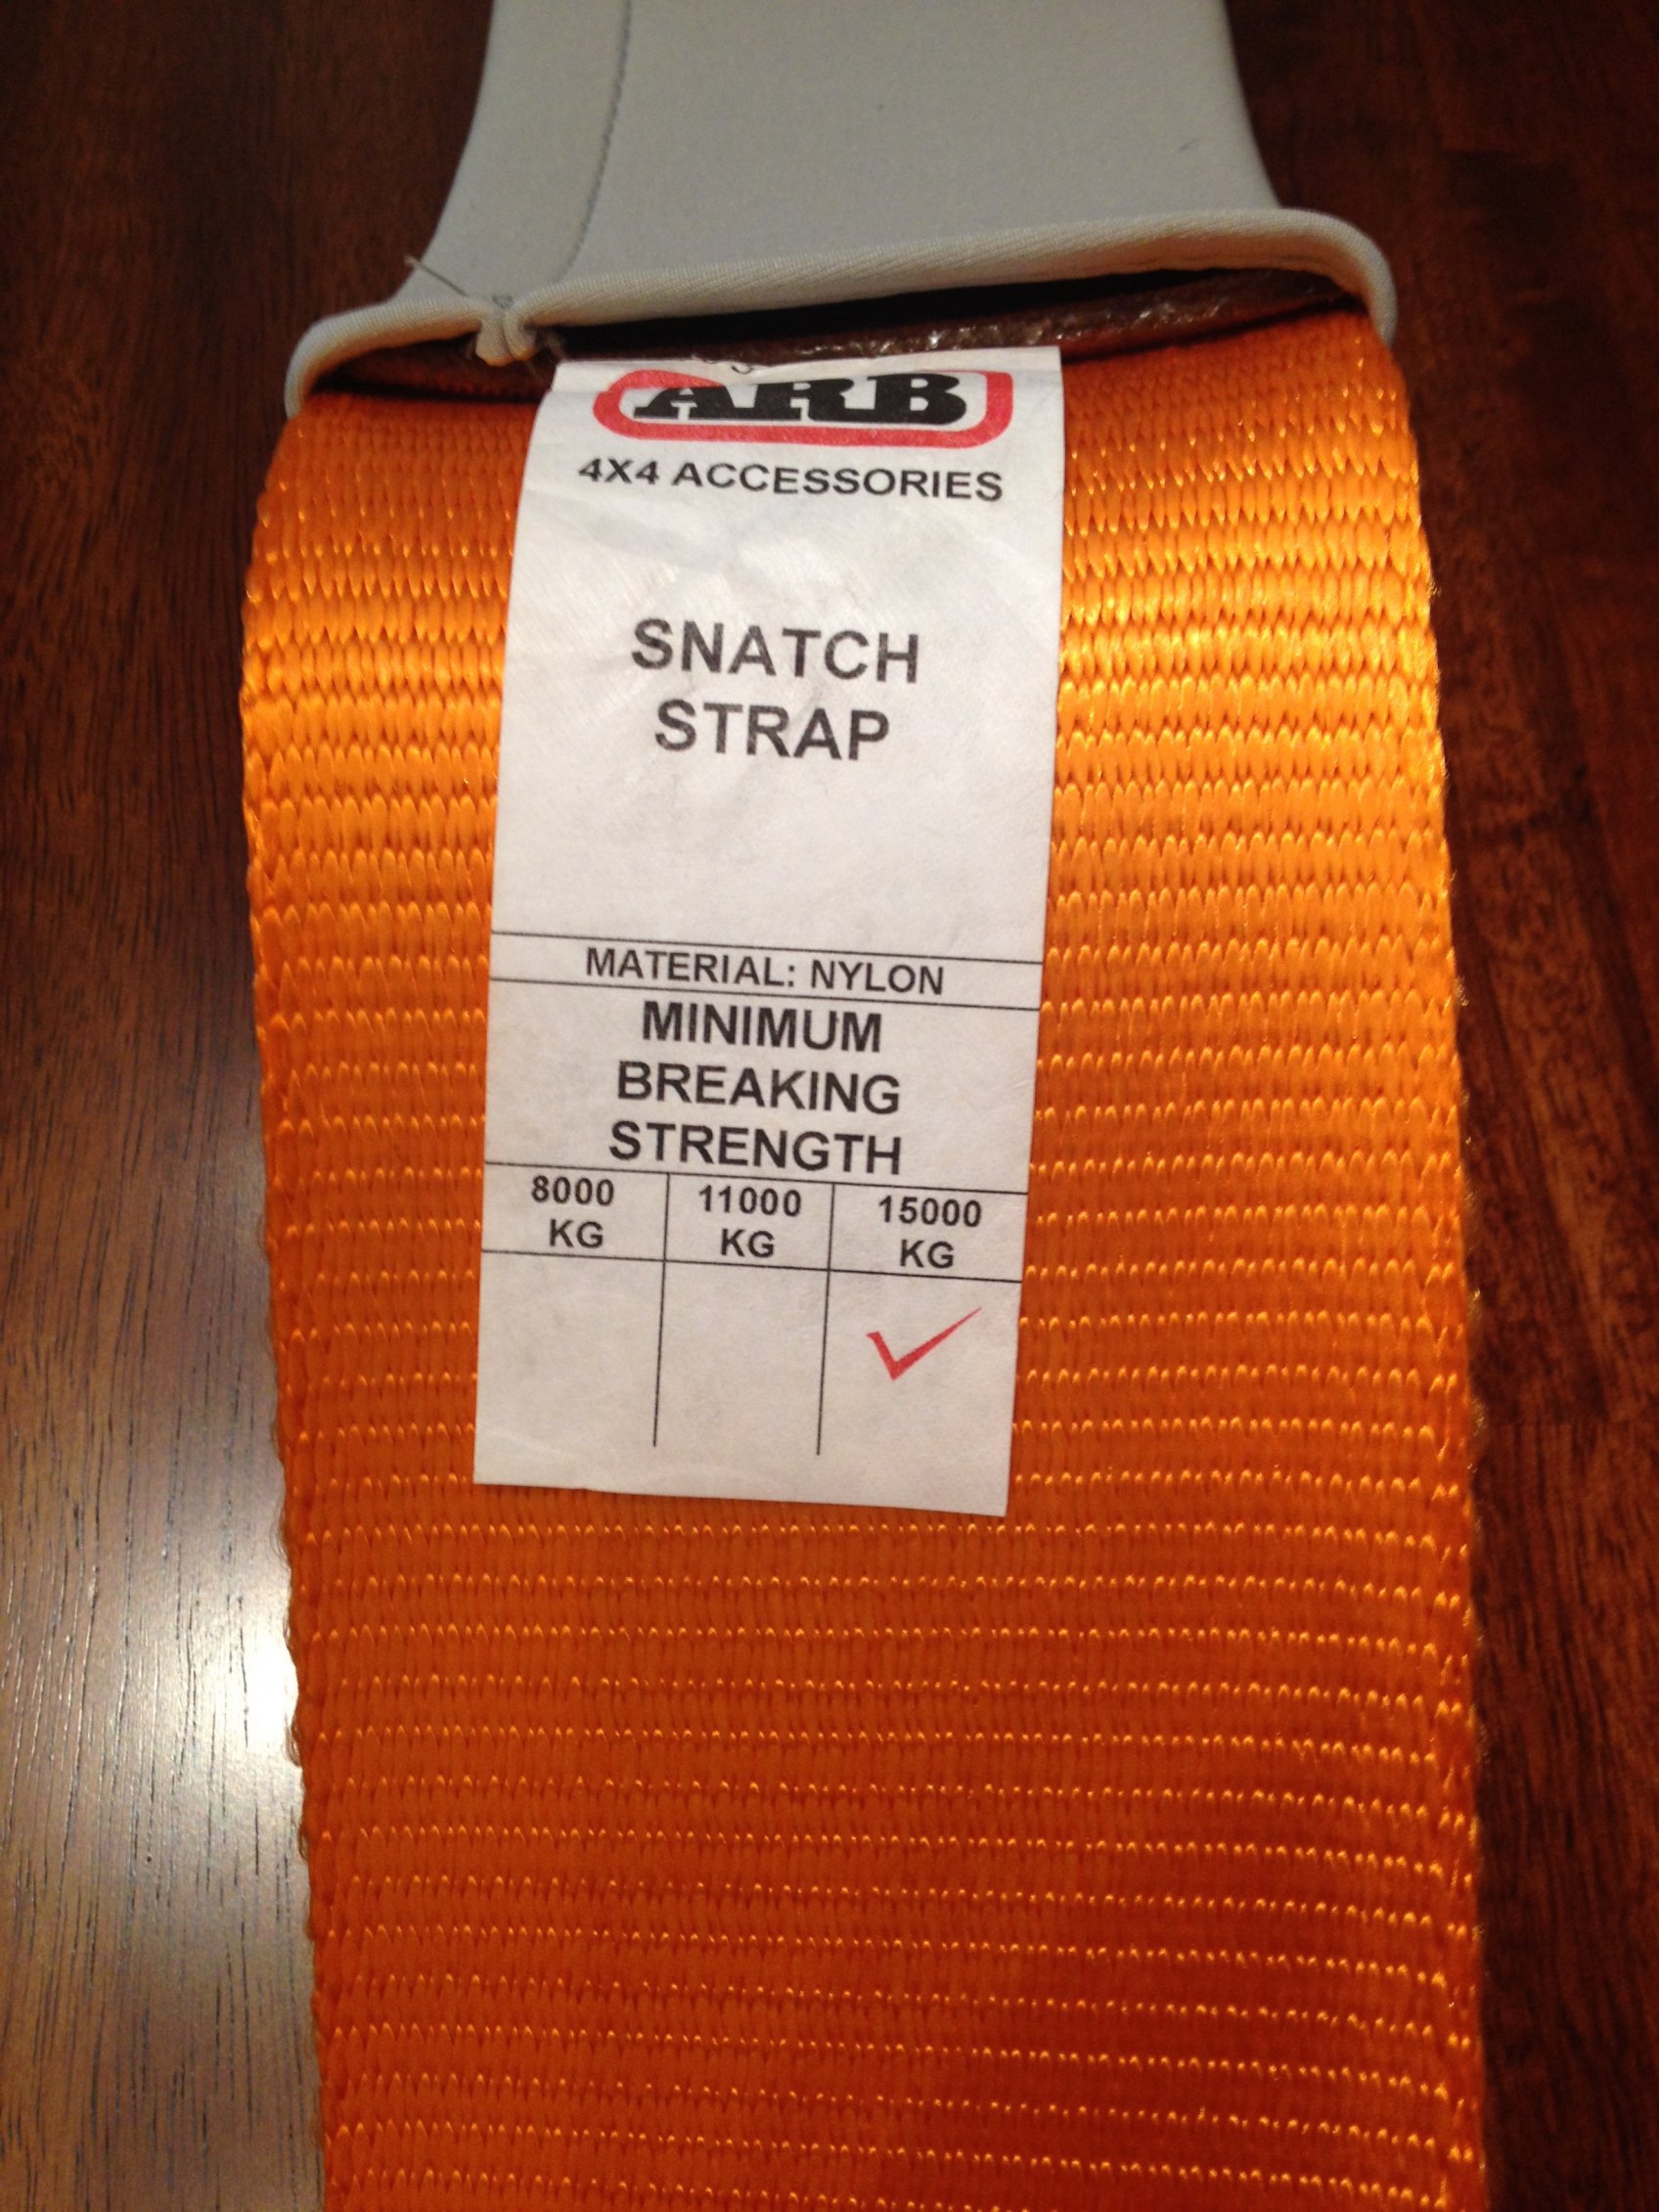 ARB
4X4 ACCESSORIES
SNATCH
STRAP
MATERIAL: NYLON
MINIMUM
BREAKING
STRENGTH
8000 11000 15000
KG KG KG